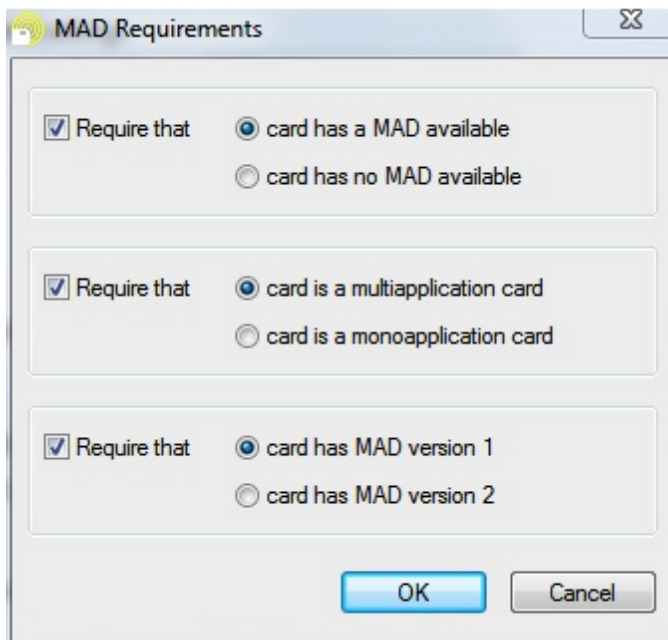 MAD Requirements
Require that card has a MAD available
card has no MAD available
Require that card is a multiapplication card
card is a monoapplication card
Require that card has MAD version 1
card has MAD version 2
OK Cancel